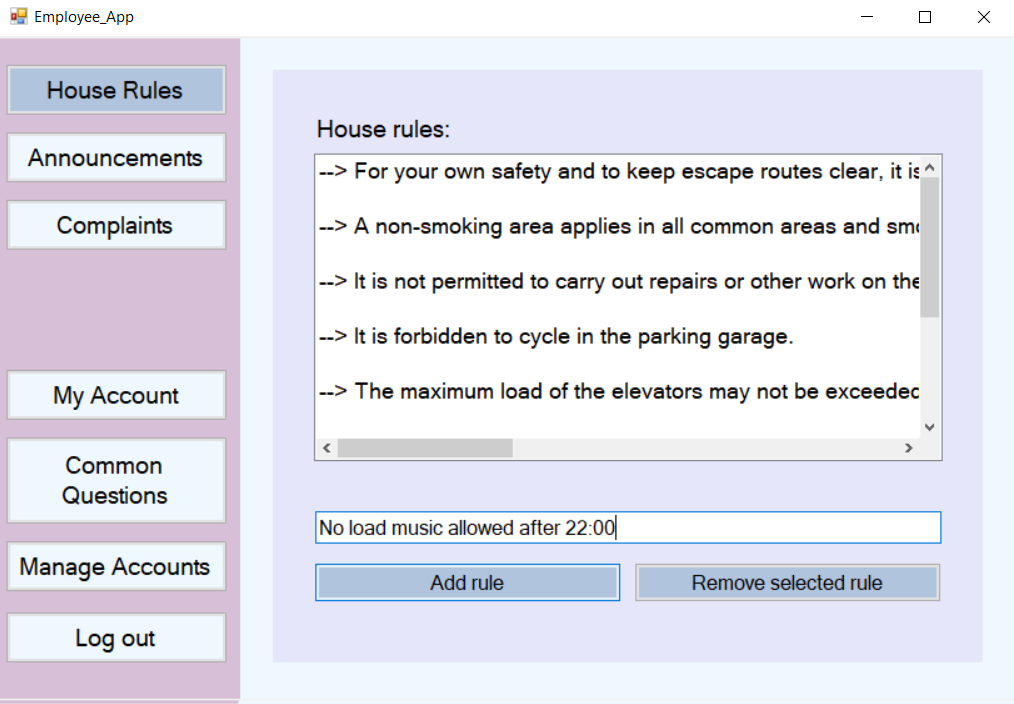 Employee_App
House Rules
Announcements
Complaints
My Account
Common
Questions
Manage Accounts
Log out
House rules:
--> For your own safety and to keep escape routes clear, it is
--> A non-smoking area applies in all common areas and
--> It is not permitted to carry out repairs or other work on the
--> It is forbidden to cycle in the parking garage.
--> The maximum load of the elevators may not be exceeded
No load music allowed after 22:00
Add rule
Remove selected rule